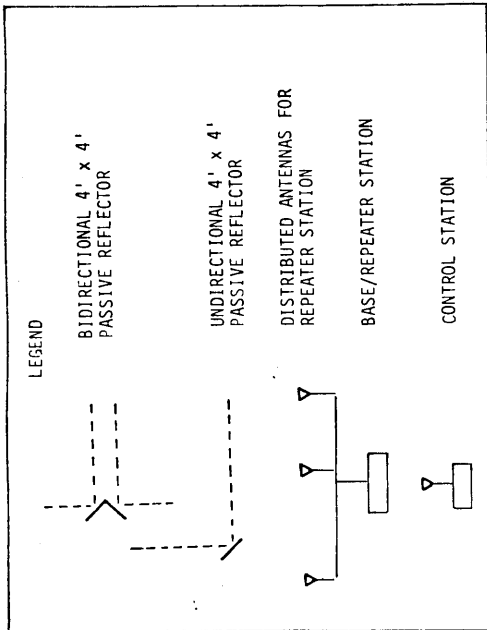 LEGEND
BIDIRECTIONAL 4' x 4'
PASSIVE REFLECTOR
UNDIRECTIONAL 4' x 4'
PASSIVE REFLECTOR
DISTRIBUTED ANTENNAS FOR
REPEATER STATION
BASE/REPEATER STATION
CONTROL STATION